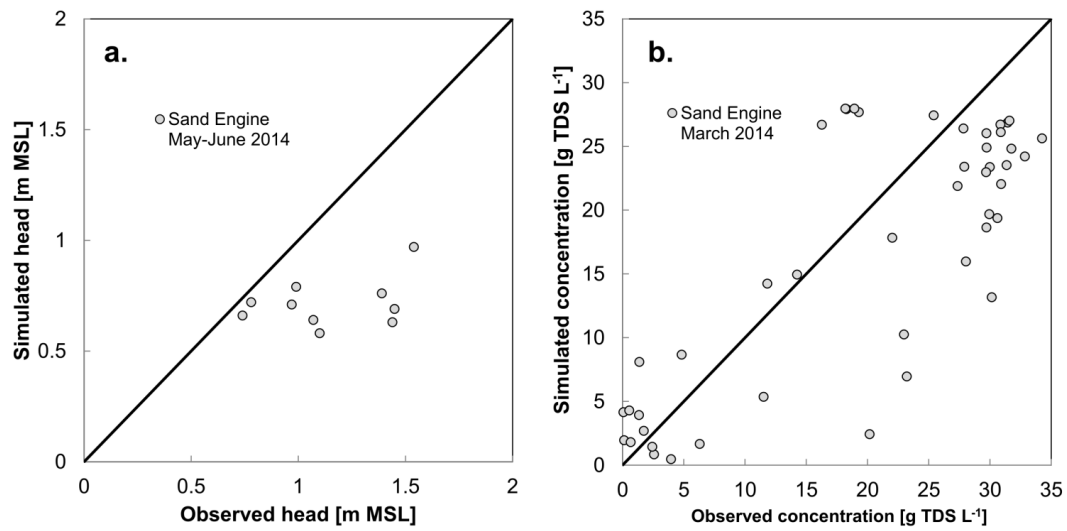 a.
Sand Engine
May-June 2014
2
1.5
1
0.5
0
0
0.5
1
1.5
2
Simulated head [m MSL]
Observed head [m MSL]
b.
Sand Engine
March 2014
35
30
25
20
15
10
5
0
0
5
10
15
20
25
30
35
Simulated concentration [g TDS L⁻¹]
Observed concentration [g TDS L⁻¹]